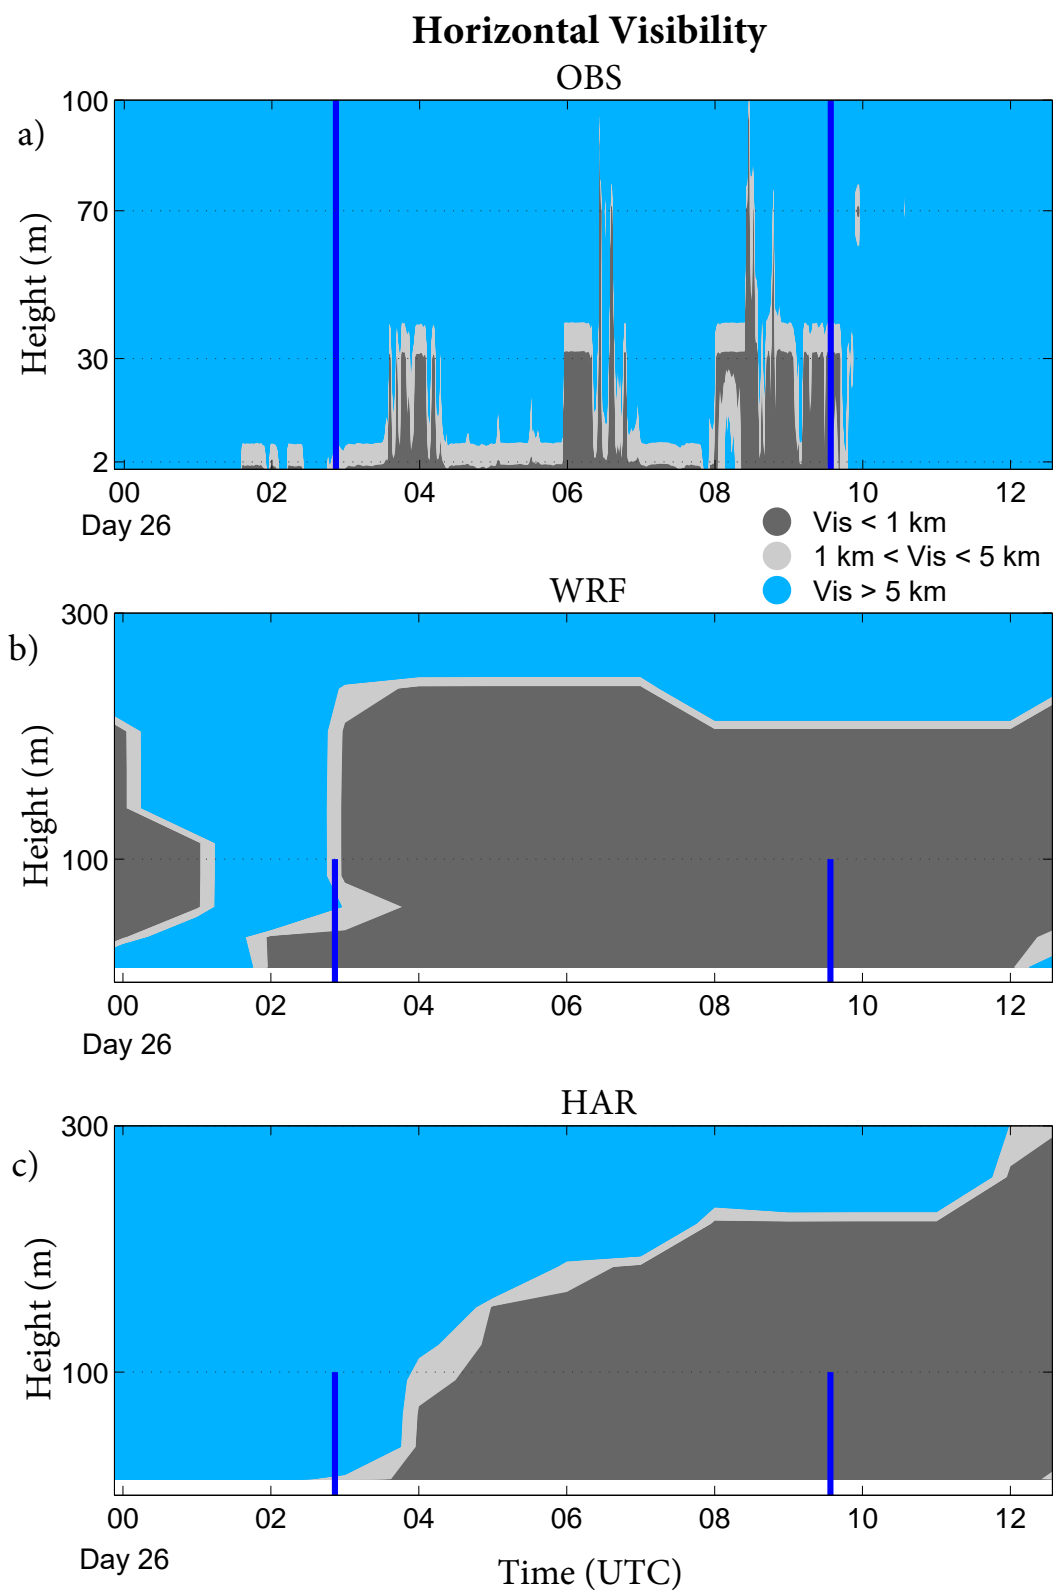 Horizontal Visibility
OBS
a)
100
70
30
2
Height (m)
00 02 04 06 08 10 12
Day 26
Vis < 1 km
1 km < Vis < 5 km
Vis > 5 km
WRF
b)
300
100
Height (m)
00 02 04 06 08 10 12
Day 26
HAR
c)
300
100
Height (m)
00 02 04 06 08 10 12
Day 26
Time (UTC)